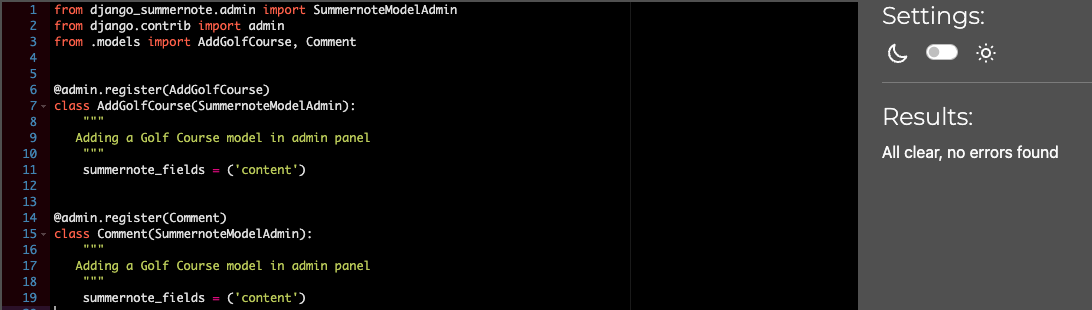 1 from django_summernote.admin import SummernoteModelAdmin
2 from django.contrib import admin
3 from .models import AddGolfCourse, Comment
4
5
6 @admin.register(AddGolfCourse)
7 class AddGolfCourse(SummernoteModelAdmin):
8     """
9    Adding a Golf Course model in admin panel
10     """
11     summernote_fields = ('content')
12
13
14 @admin.register(Comment)
15 class Comment(SummernoteModelAdmin):
16     """
17    Adding a Golf Course model in admin panel
18     """
19     summernote_fields = ('content')
Settings:
Results:
All clear, no errors found